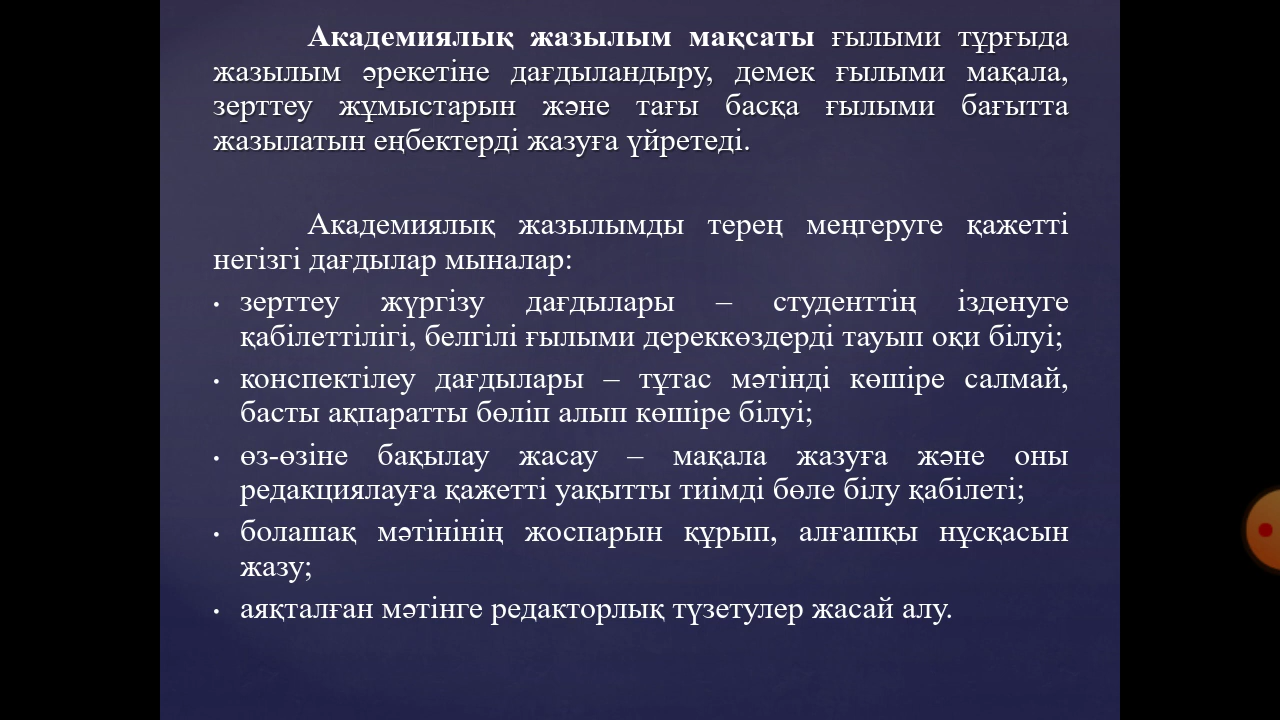 Академиялық жазылым мақсаты ғылыми тұрғыда
жазылым әрекетіне дағдыландыру, демек ғылыми мақала,
зерттеу жұмыстарын және тағы басқа ғылыми бағытта
жазылатын еңбектерді жазуға үйретеді.
Академиялық жазылымды терең меңгеруге қажетті
негізгі дағдылар мыналар:
• зерттеу жүргізу дағдылары – студенттің ізденуге
қабілеттілігі, белгілі ғылыми дереккөздерді тауып оқи білуі;
• конспектілеу дағдылары – тұтас мәтінді көшіре салмай,
басты ақпаратты бөліп алып көшіре білуі;
• өз-өзіне бақылау жасау – мақала жазуға және оны
редакциялауға қажетті уақытты тиімді бөле білу қабілеті;
• болашақ мәтінінің жоспарын құрып, алғашқы нұсқасын
жазу;
• аяқталған мәтінге редакторлық түзетулер жасай алу.